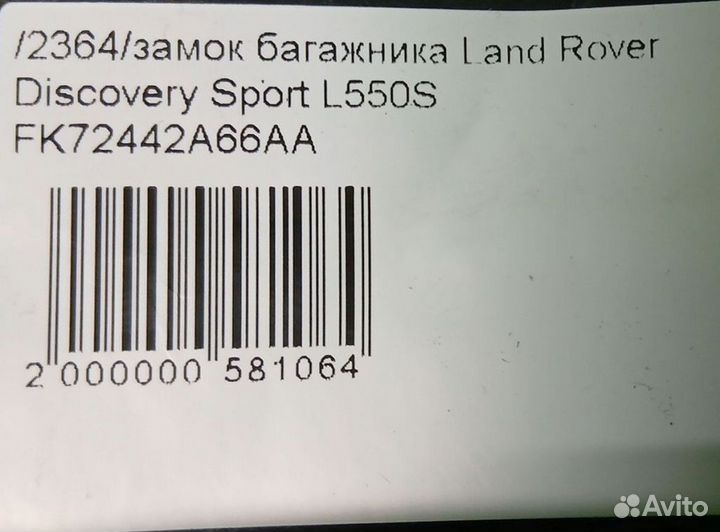 /2364/замок багажника Land Rover
Discovery Sport L550S
FK72442A66AA
2 000000 581064
Avito